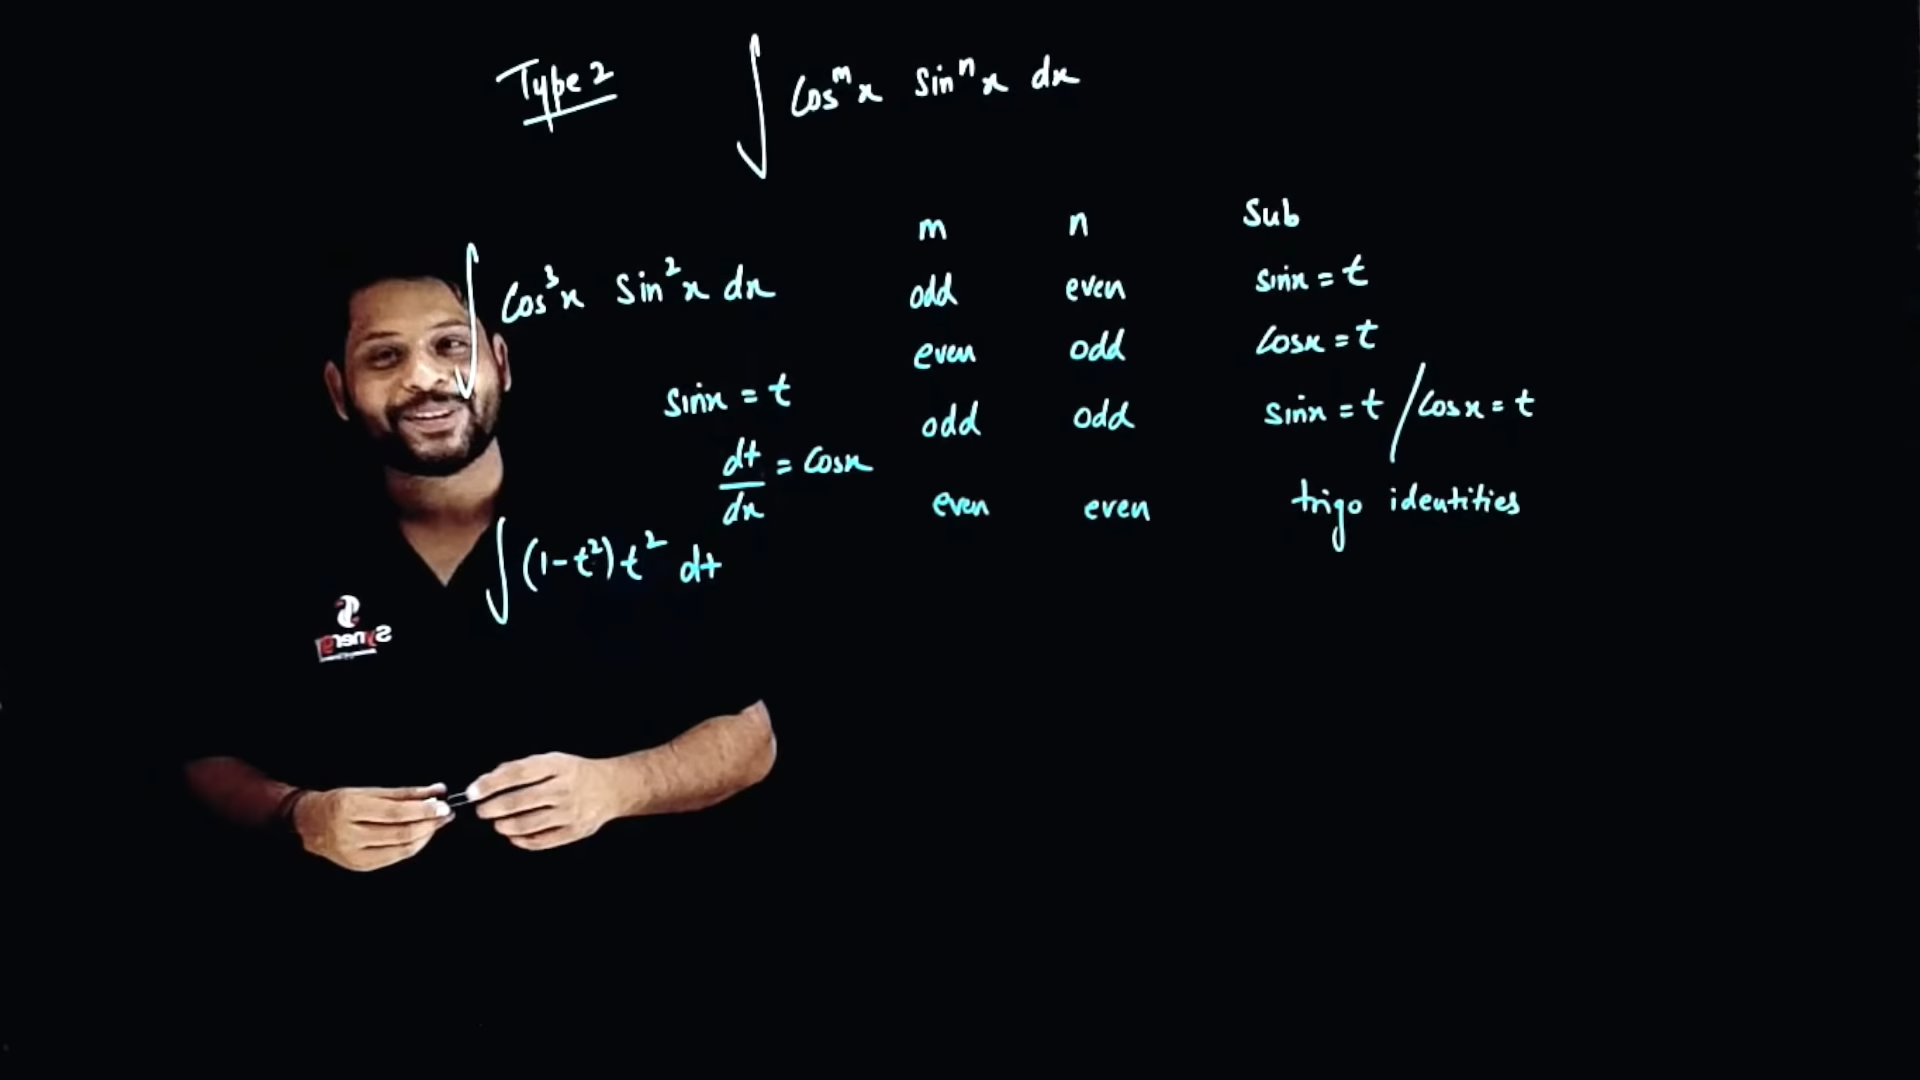 Type 2 ∫ Cos^m x Sin^n x dx
m n Sub
∫ Cos³x Sin²x dx
odd even sinx = t
even odd Cosx = t
sinx = t
odd odd sinx = t / Cosx = t
dt/dx = Cosx
even even trigo identities
∫ (1-t²) t² dt